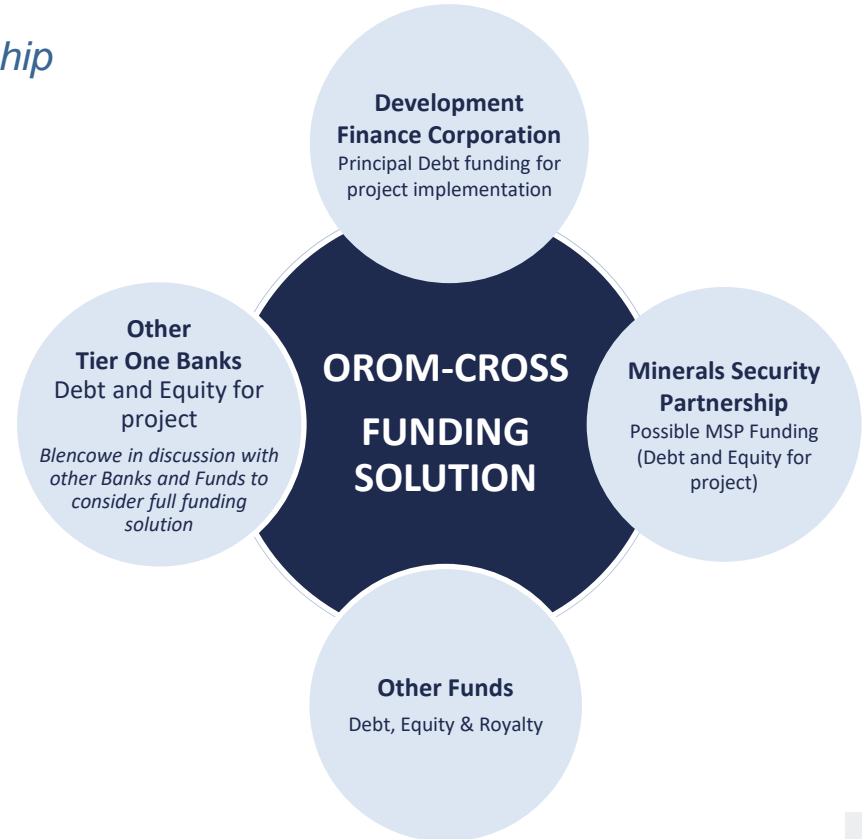 hip
Development
Finance Corporation
Principal Debt funding for
project implementation
Other
Tier One Banks
Debt and Equity for
project
Blencowe in discussion with
other Banks and Funds to
consider full funding
solution
OROM-CROSS
FUNDING
SOLUTION
Minerals Security
Partnership
Possible MSP Funding
(Debt and Equity for
project)
Other Funds
Debt, Equity & Royalty